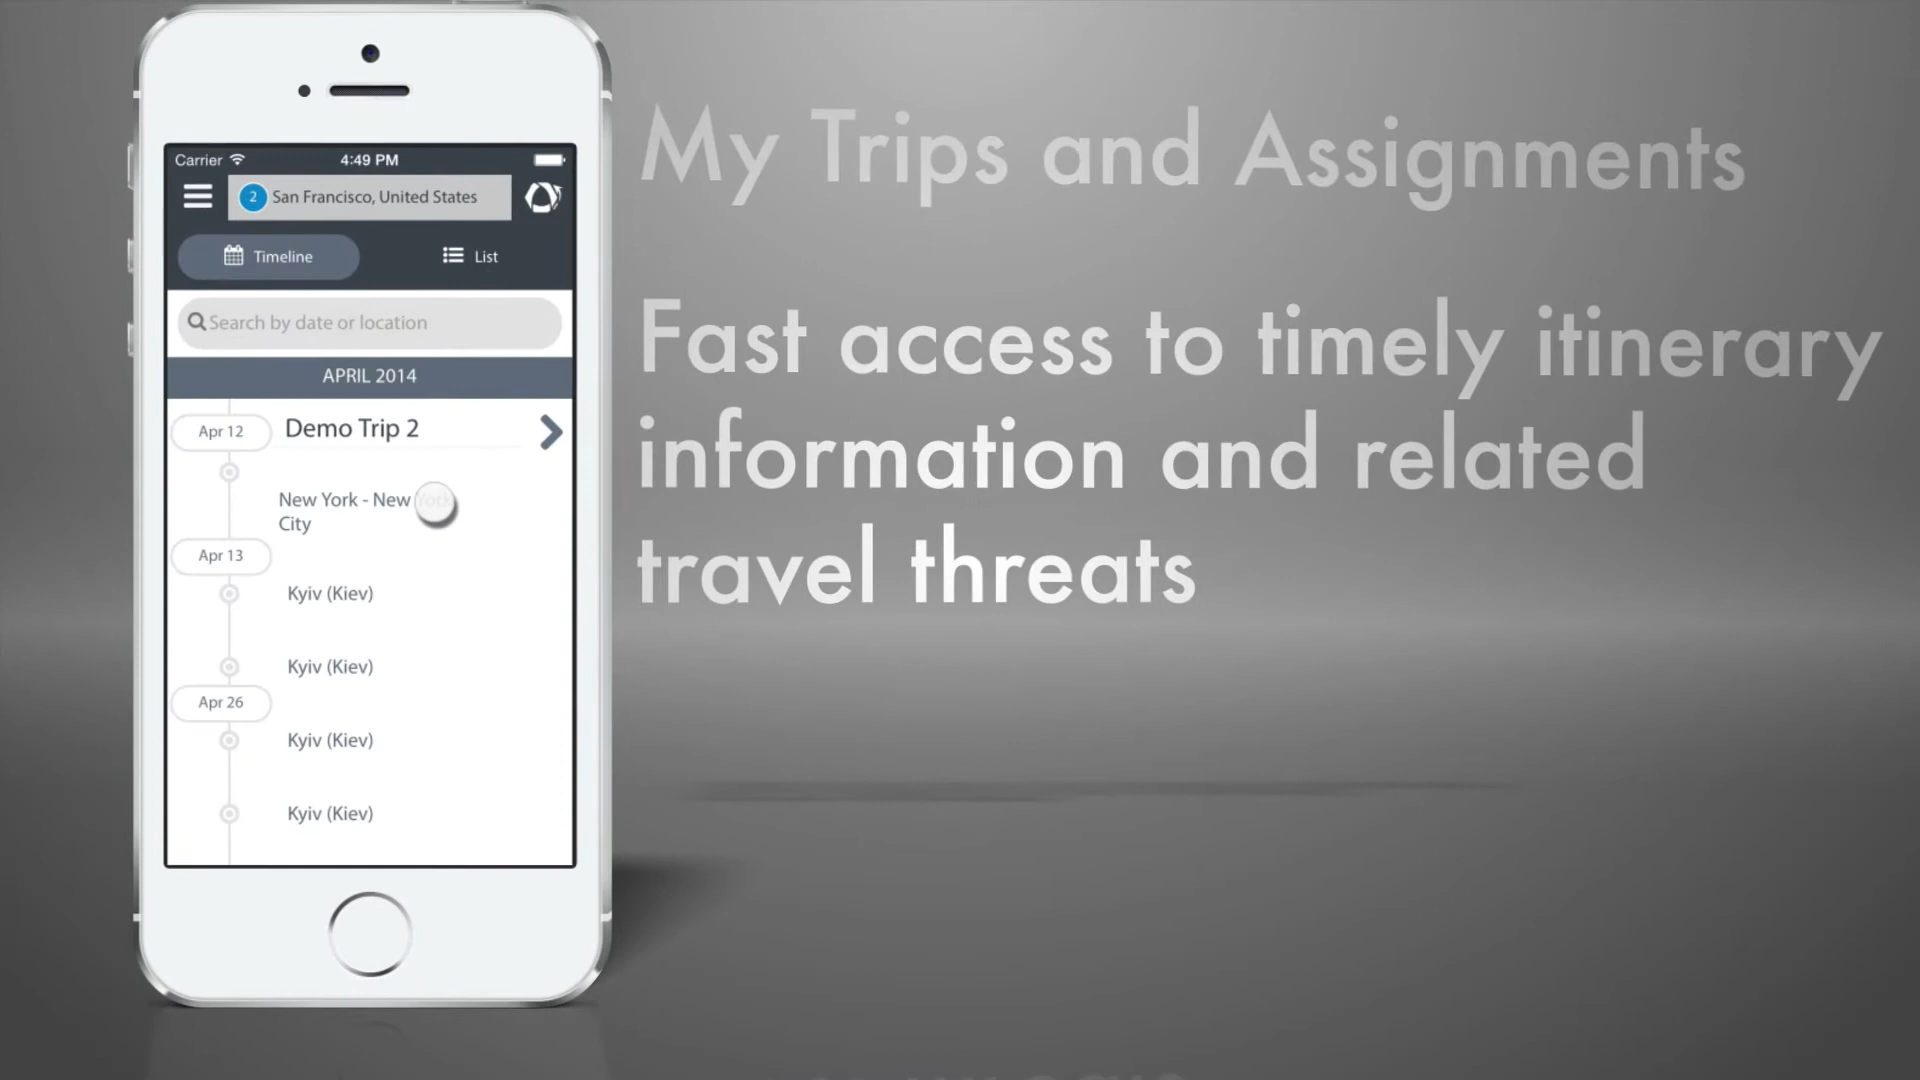 Carrier
4:49 PM
2 San Francisco, United States
Timeline
List
Search by date or location
APRIL 2014
Apr 12
Demo Trip 2
New York - New York
City
Apr 13
Kyiv (Kiev)
Kyiv (Kiev)
Apr 26
Kyiv (Kiev)
Kyiv (Kiev)
My Trips and Assignments
Fast access to timely itinerary
information and related
travel threats